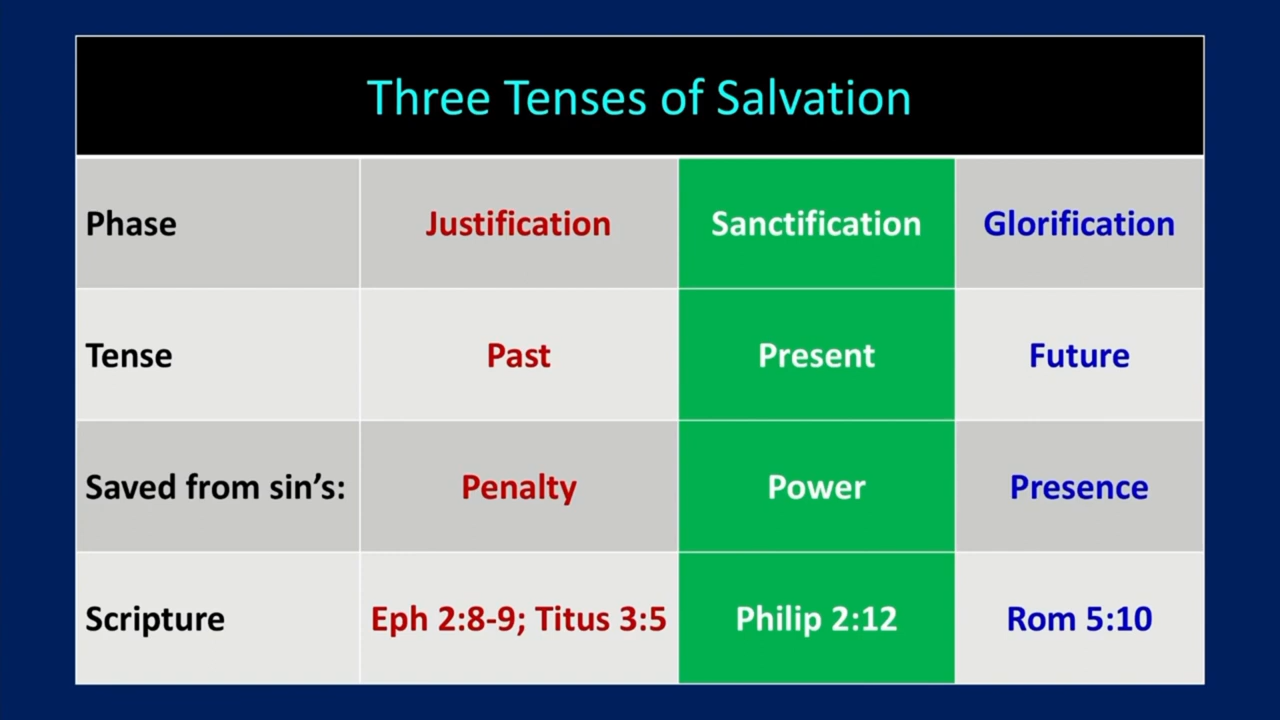 Three Tenses of Salvation
Phase Justification Sanctification Glorification
Tense Past Present Future
Saved from sin’s: Penalty Power Presence
Scripture Eph 2:8-9; Titus 3:5 Philip 2:12 Rom 5:10